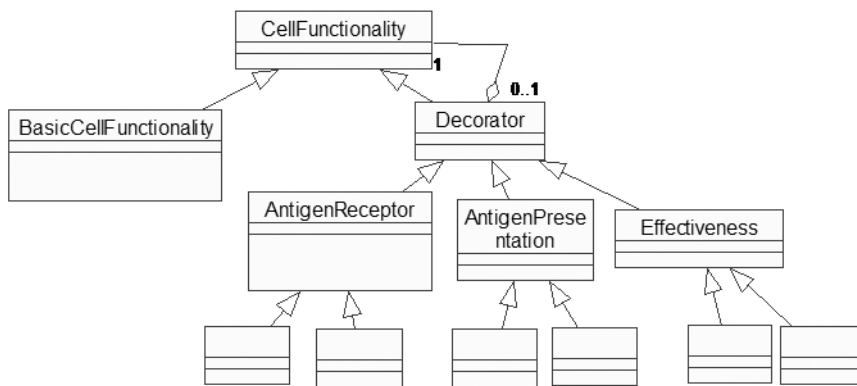 CellFunctionality
1
0..1
BasicCellFunctionality
Decorator
AntigenReceptor
AntigenPrese
ntation
Effectiveness